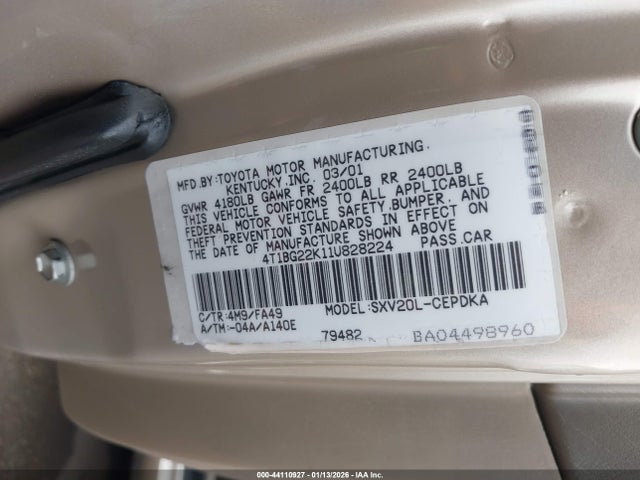 MFD.BY:TOYOTA MOTOR MANUFACTURING.
KENTUCKY,INC. 03/01
GVWR 4180LB GAWR FR 2400LB RR 2400LB
THIS VEHICLE CONFORMS TO ALL APPLICABLE
FEDERAL MOTOR VEHICLE SAFETY,BUMPER, AND
THEFT PREVENTION STANDARDS IN EFFECT ON
THE DATE OF MANUFACTURE SHOWN ABOVE
4T1BG22K11U828224 PASS.CAR
C/TR:4M9/FA49 MODEL:SXV20L-CEPDKA
A/TM:-04A/A140E 79482 BA04498960
000-44110927 | 01/13/2026 | IAA Inc.